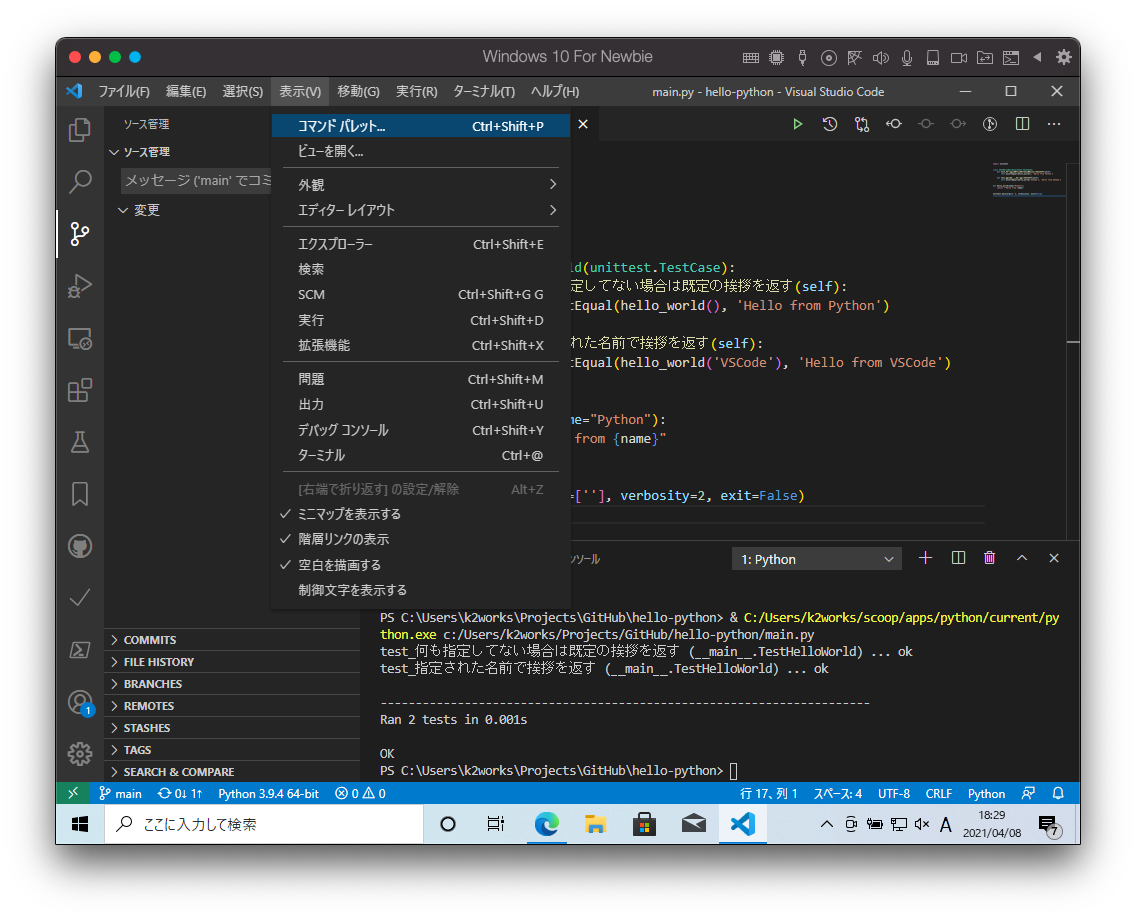 Windows 10 For Newbie
ファイル(F) 編集(E) 選択(S) 表示(V) 移動(G) 実行(R) ターミナル(T) ヘルプ(H) main.py - hello-python - Visual Studio Code
ソース管理
ソース管理
メッセージ ('main' でコミ
変更
コマンド パレット... Ctrl+Shift+P
ビューを開く...
外観
エディター レイアウト
エクスプローラー Ctrl+Shift+E
検索
SCM Ctrl+Shift+G G
実行 Ctrl+Shift+D
拡張機能 Ctrl+Shift+X
問題 Ctrl+Shift+M
出力 Ctrl+Shift+U
デバッグ コンソール Ctrl+Shift+Y
ターミナル Ctrl+@
[右端で折り返す] の設定/解除 Alt+Z
ミニマップを表示する
階層リンクの表示
空白を描画する
制御文字を表示する
ld(unittest.TestCase):
定してない場合は既定の挨拶を返す(self):
tEqual(hello_world(), 'Hello from Python')
れた名前で挨拶を返す(self):
tEqual(hello_world('VSCode'), 'Hello from VSCode')
me="Python"):
from {name}"
=[''], verbosity=2, exit=False)
ンソール 1: Python
PS C:\Users\k2works\Projects\GitHub\hello-python> & C:/Users/k2works/scoop/apps/python/current/py
thon.exe c:/Users/k2works/Projects/GitHub/hello-python/main.py
test_何も指定してない場合は既定の挨拶を返す (__main__.TestHelloWorld) ... ok
test_指定された名前で挨拶を返す (__main__.TestHelloWorld) ... ok
----------------------------------------------------------------------
Ran 2 tests in 0.001s
OK
PS C:\Users\k2works\Projects\GitHub\hello-python>
COMMITS
FILE HISTORY
BRANCHES
REMOTES
STASHES
TAGS
SEARCH & COMPARE
1
main 0↓ 1↑ Python 3.9.4 64-bit 0 0 行 17、列 1 スペース: 4 UTF-8 CRLF Python
ここに入力して検索
A
18:29
2021/04/08
7